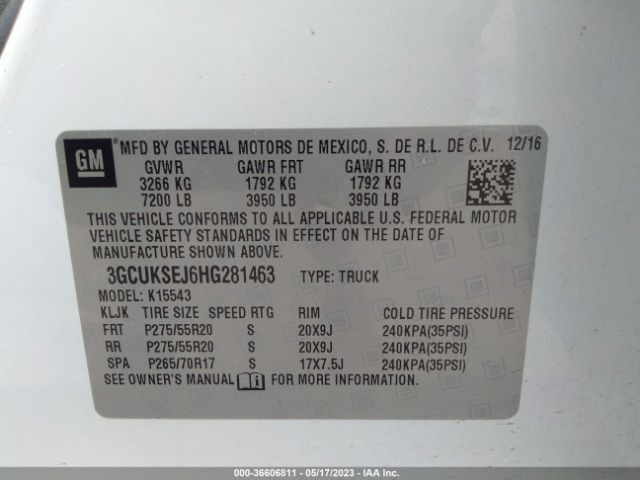 GM
MFD BY GENERAL MOTORS DE MEXICO, S. DE R.L. DE C.V. 12/16
GVWR GAWR FRT GAWR RR
3266 KG 1792 KG 1792 KG
7200 LB 3950 LB 3950 LB
THIS VEHICLE CONFORMS TO ALL APPLICABLE U.S. FEDERAL MOTOR
VEHICLE SAFETY STANDARDS IN EFFECT ON THE DATE OF
MANUFACTURE SHOWN ABOVE.
3GCUKSEJ6HG281463 TYPE: TRUCK
MODEL: K15543
KLJK TIRE SIZE SPEED RTG RIM COLD TIRE PRESSURE
FRT P275/55R20 S 20X9J 240KPA(35PSI)
RR P275/55R20 S 20X9J 240KPA(35PSI)
SPA P265/70R17 S 17X7.5J 240KPA(35PSI)
SEE OWNER'S MANUAL FOR MORE INFORMATION.
000-36606811 - 05/17/2023 - IAA Inc.